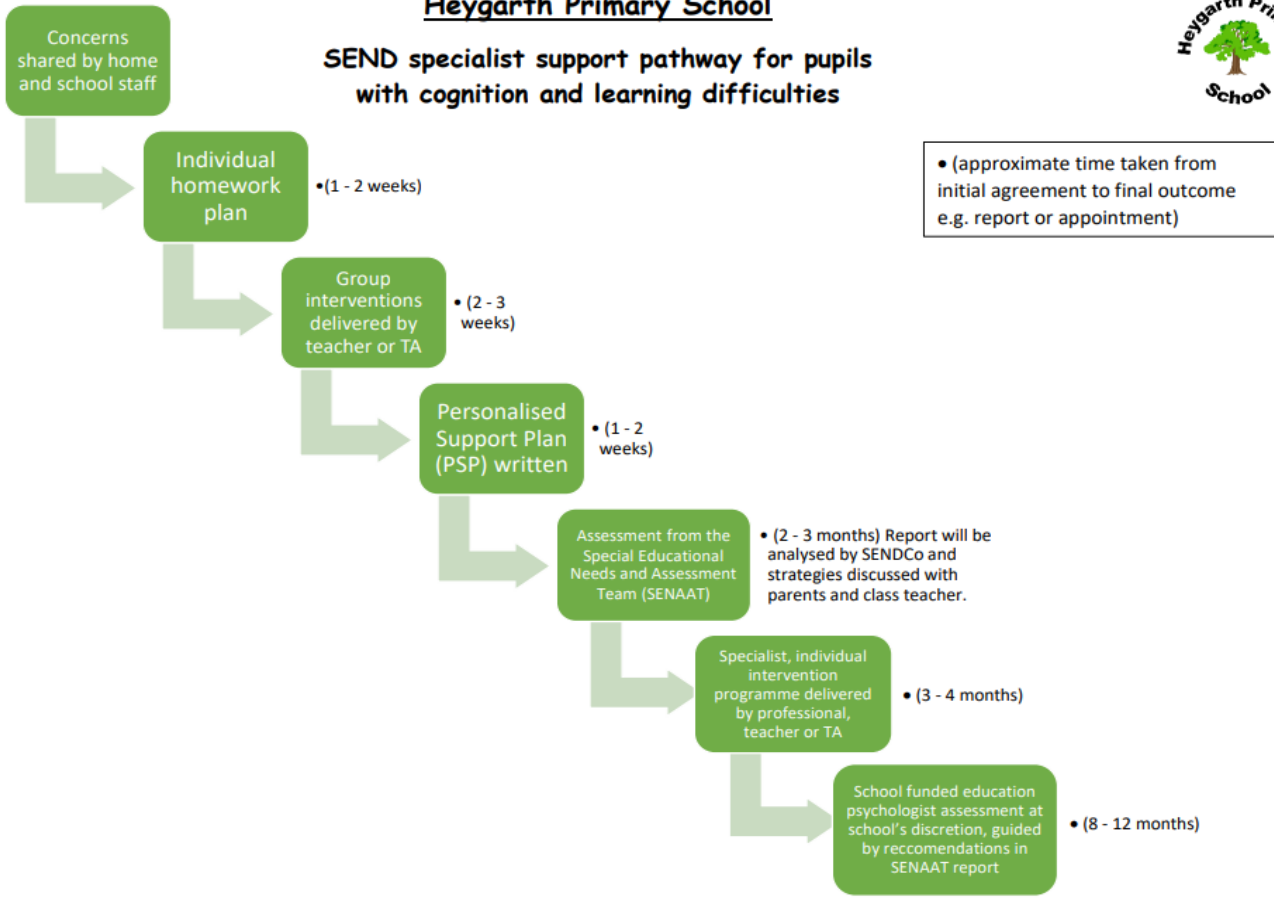 Heygarth Primary School
SEND specialist support pathway for pupils
with cognition and learning difficulties
Heygarth Pri
School
• (approximate time taken from
initial agreement to final outcome
e.g. report or appointment)
Concerns
shared by home
and school staff
Individual
homework
plan
•(1 - 2 weeks)
Group
interventions
delivered by
teacher or TA
• (2 - 3
weeks)
Personalised
Support Plan
(PSP) written
• (1 - 2
weeks)
Assessment from the
Special Educational
Needs and Assessment
Team (SENAAT)
• (2 - 3 months) Report will be
analysed by SENDCo and
strategies discussed with
parents and class teacher.
Specialist, individual
intervention
programme delivered
by professional,
teacher or TA
• (3 - 4 months)
School funded education
psychologist assessment at
school's discretion, guided
by reccomendations in
SENAAT report
• (8 - 12 months)